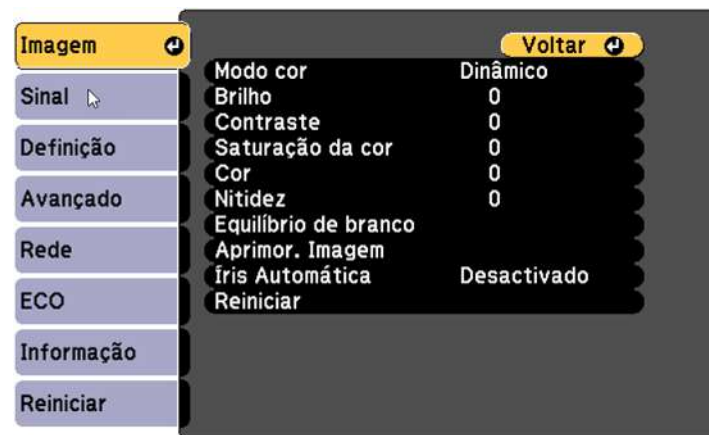 Imagem
Sinal
Definição
Avançado
Rede
ECO
Informação
Reiniciar
Voltar
Modo cor Dinâmico
Brilho 0
Contraste 0
Saturação da cor 0
Cor 0
Nitidez 0
Equilíbrio de branco
Aprimor. Imagem
Íris Automática Desactivado
Reiniciar